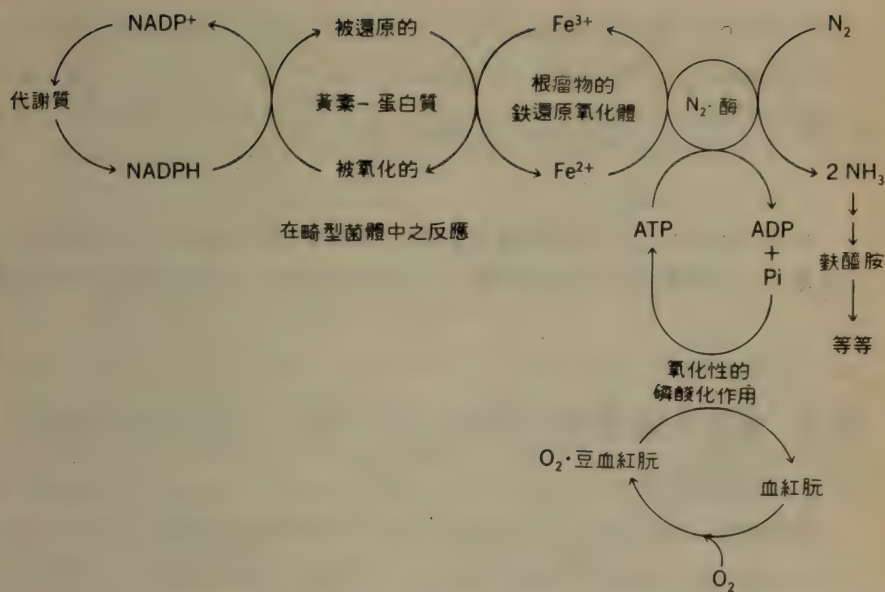 NADP+
被還原的
Fe³⁺
N₂
代謝質
黃素－蛋白質
根瘤物的
鉄還原氧化體
N₂·酶
NADPH
被氧化的
Fe²⁺
2 NH₃
在畸型菌體中之反應
ATP
ADP
+
Pi
麩醯胺
等等
氧化性的
磷酸化作用
O₂·豆血紅朊
血紅朊
O₂